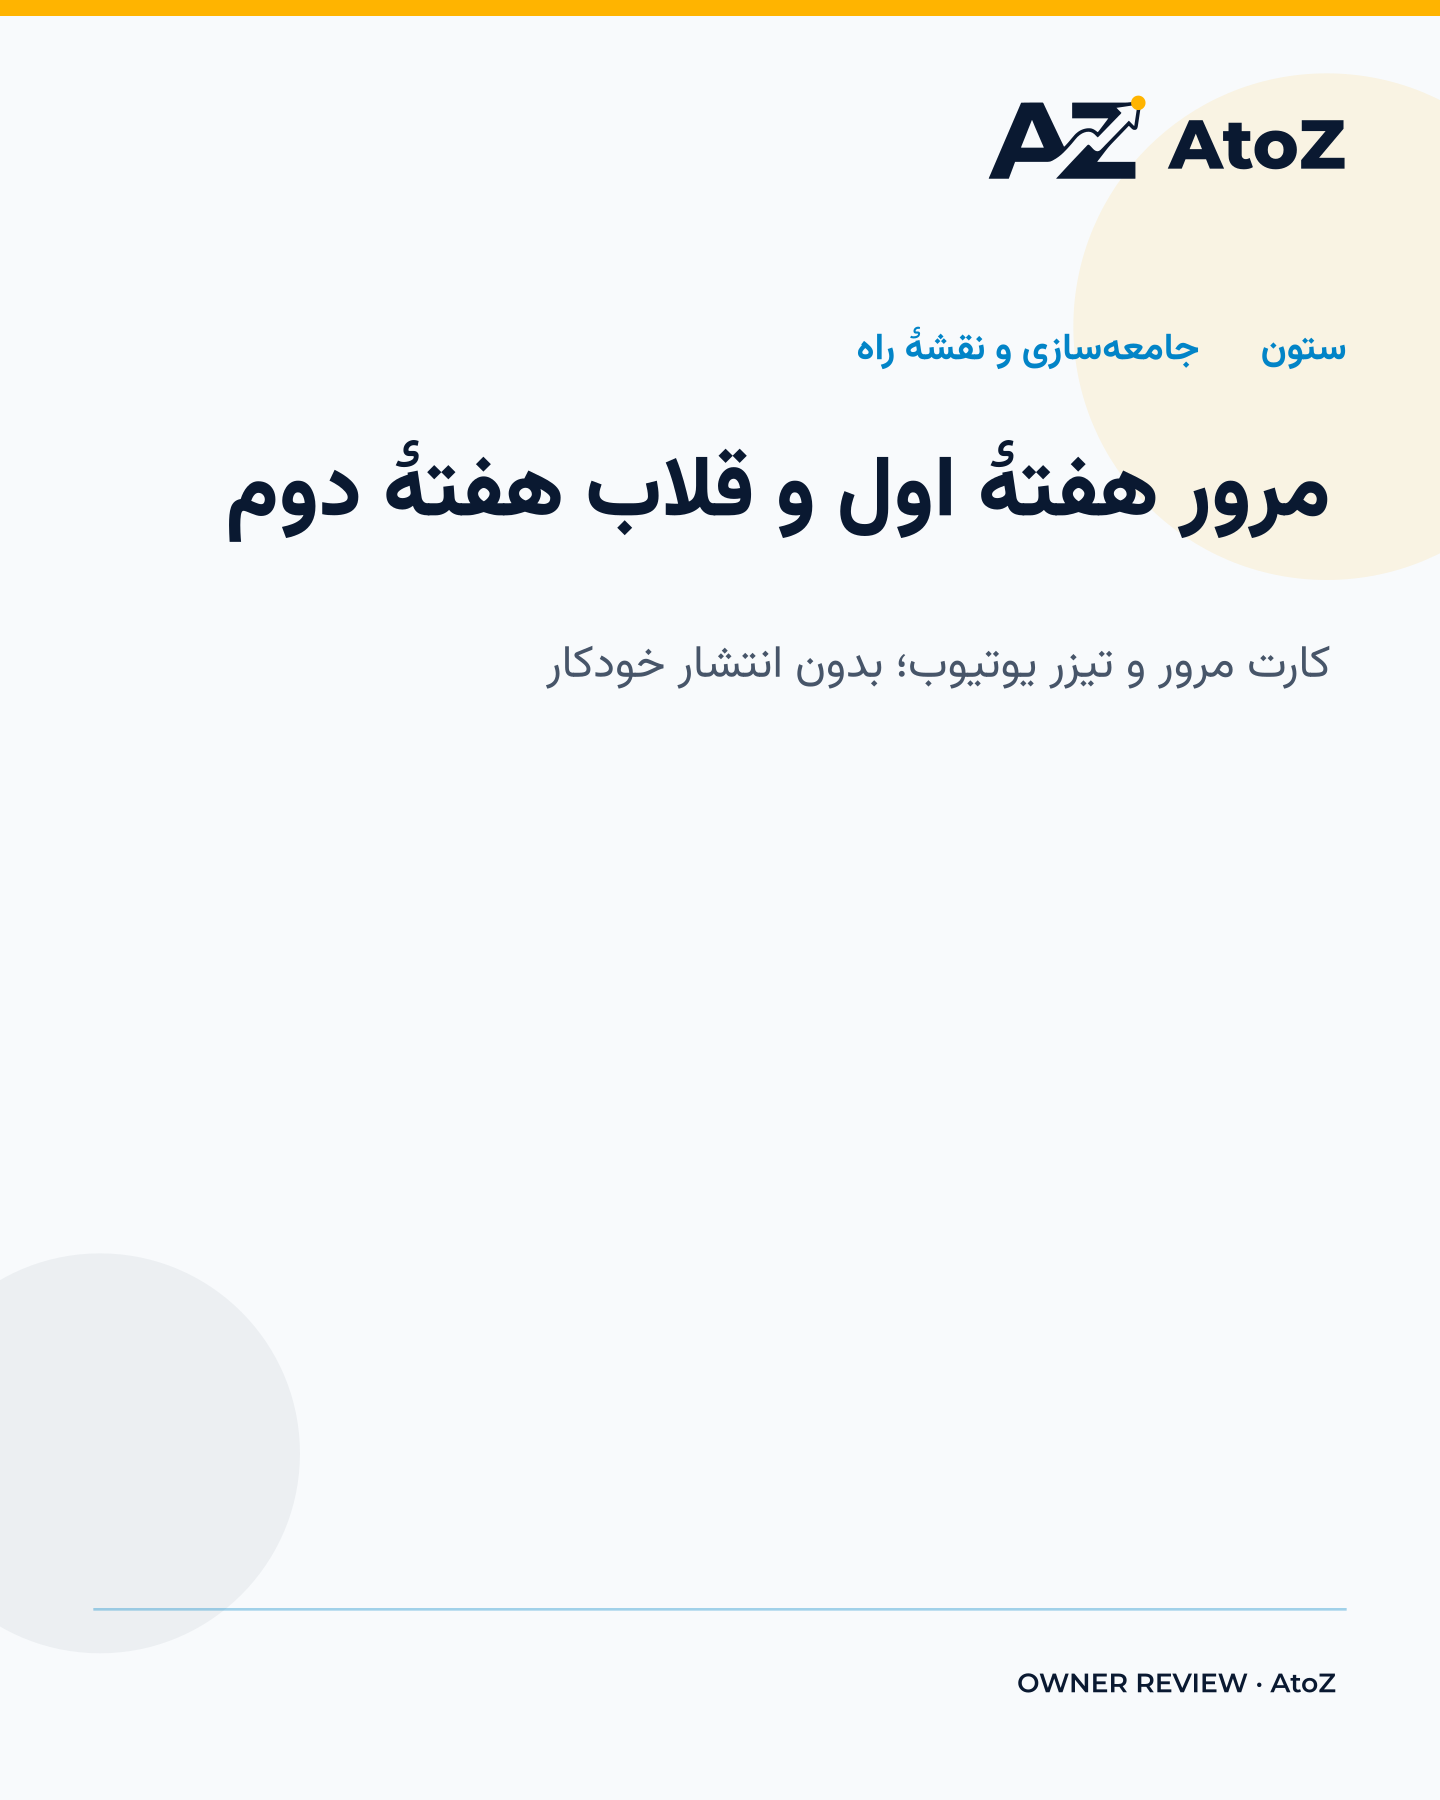 AZ AtoZ
ستون جامعه‌سازی و نقشهٔ راه
مرور هفتهٔ اول و قلاب هفتهٔ دوم
کارت مرور و تیزر یوتیوب؛ بدون انتشار خودکار
OWNER REVIEW · AtoZ